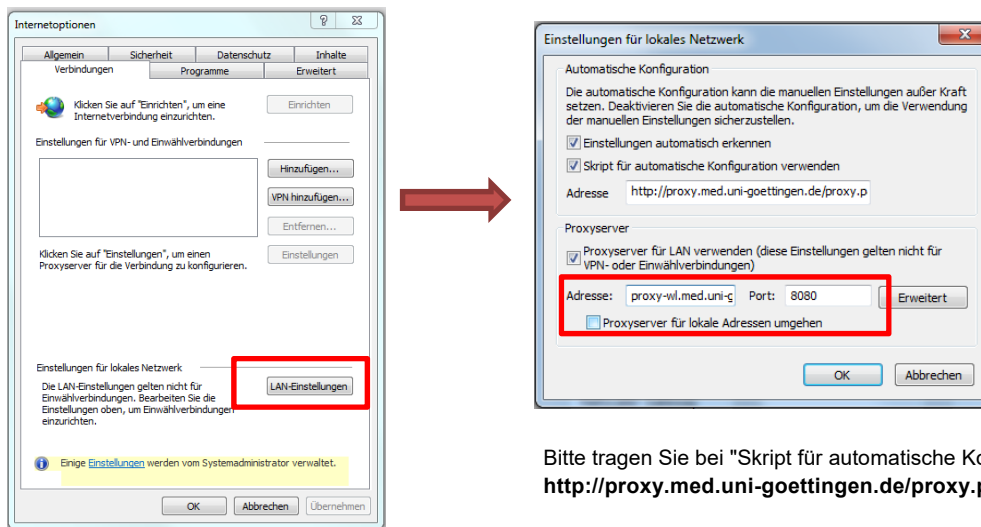 Internetoptionen
Allgemein Sicherheit Datenschutz Inhalte
Verbindungen Programme Erweitert
Klicken Sie auf "Einrichten", um eine
Internetverbindung einzurichten.
Einrichten
Einstellungen für VPN- und Einwählverbindungen
Hinzufügen...
VPN hinzufügen...
Entfernen...
Klicken Sie auf "Einstellungen", um einen
Proxyserver für die Verbindung zu konfigurieren.
Einstellungen
Einstellungen für lokales Netzwerk
Die LAN-Einstellungen gelten nicht für
Einwählverbindungen. Bearbeiten Sie die
Einstellungen oben, um Einwählverbindungen
einzurichten.
LAN-Einstellungen
Einige Einstellungen werden vom Systemadministrator verwaltet.
OK Abbrechen Übernehmen
Einstellungen für lokales Netzwerk
Automatische Konfiguration
Die automatische Konfiguration kann die manuellen Einstellungen außer Kraft
setzen. Deaktivieren Sie die automatische Konfiguration, um die Verwendung
der manuellen Einstellungen sicherzustellen.
Einstellungen automatisch erkennen
Skript für automatische Konfiguration verwenden
Adresse http://proxy.med.uni-goettingen.de/proxy.p
Proxyserver
Proxyserver für LAN verwenden (diese Einstellungen gelten nicht für
VPN- oder Einwählverbindungen)
Adresse: proxy-wl.med.uni-g Port: 8080 Erweitert
Proxyserver für lokale Adressen umgehen
OK Abbrechen
Bitte tragen Sie bei "Skript für automatische Ko
http://proxy.med.uni-goettingen.de/proxy.p